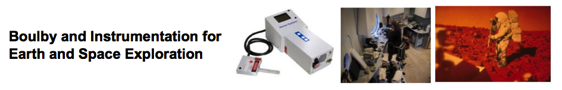 Boulby and Instrumentation for
Earth and Space Exploration